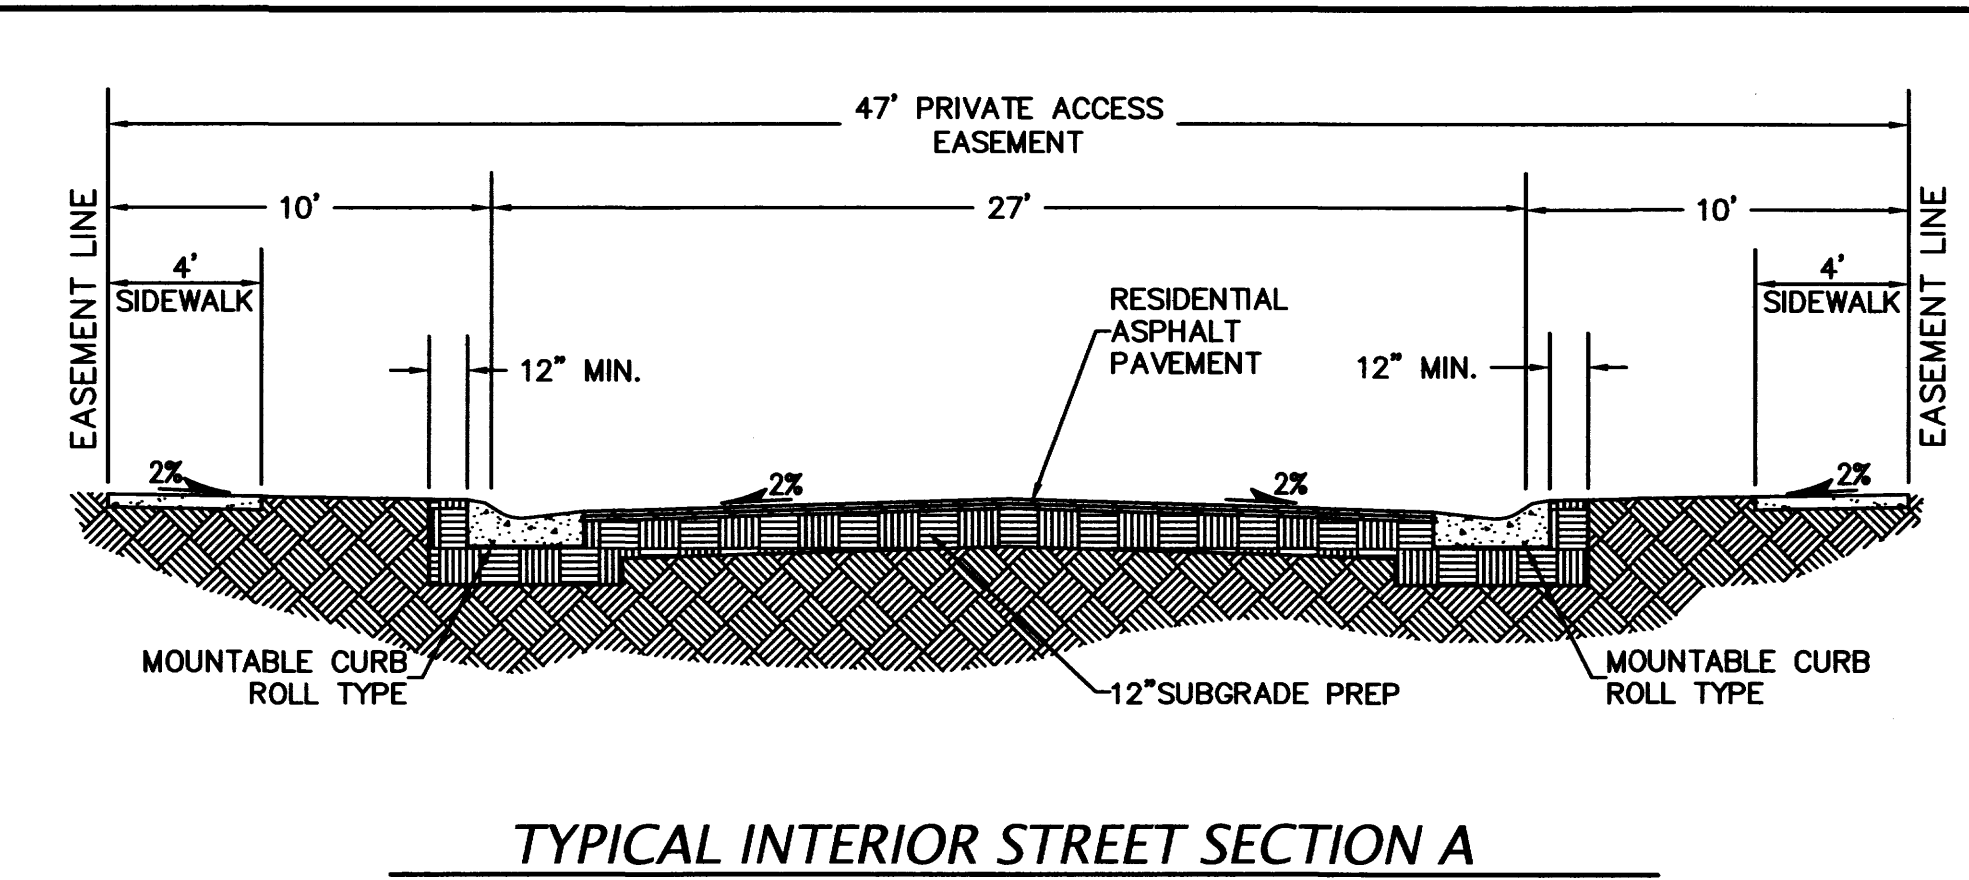 47' PRIVATE ACCESS
EASEMENT
10'
27'
10'
EASEMENT LINE
EASEMENT LINE
4'
SIDEWALK
4'
SIDEWALK
RESIDENTIAL
ASPHALT
PAVEMENT
12" MIN.
12" MIN.
2%
2%
2%
2%
MOUNTABLE CURB
ROLL TYPE
12"SUBGRADE PREP
MOUNTABLE CURB
ROLL TYPE
TYPICAL INTERIOR STREET SECTION A